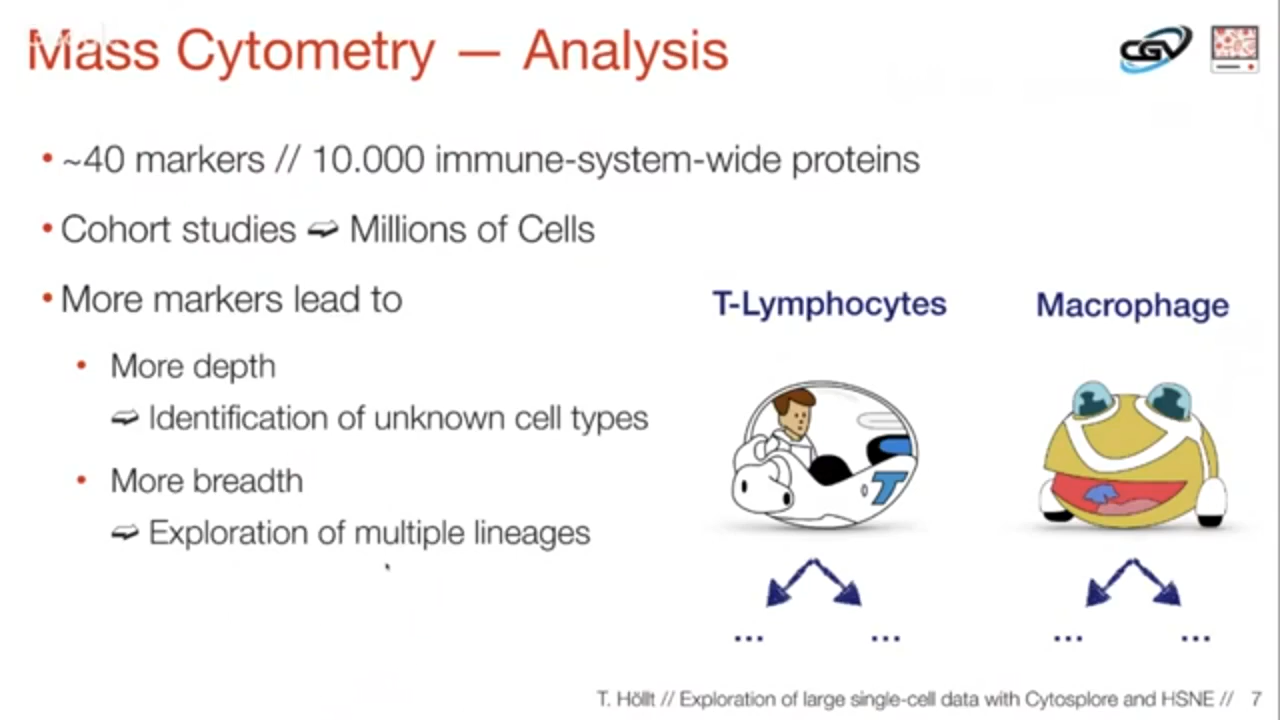 Mass Cytometry — Analysis
CGV
• ~40 markers // 10.000 immune-system-wide proteins
• Cohort studies ➫ Millions of Cells
• More markers lead to
• More depth
➫ Identification of unknown cell types
• More breadth
➫ Exploration of multiple lineages
T-Lymphocytes
Macrophage
T
... ...
... ...
T. Höllt // Exploration of large single-cell data with Cytosplore and HSNE // 7